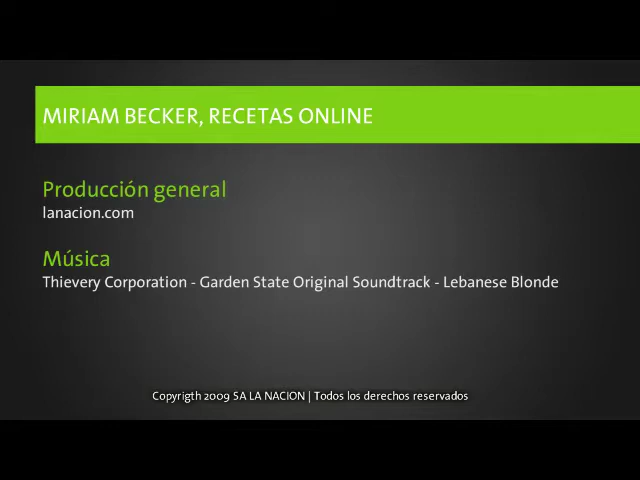 MIRIAM BECKER, RECETAS ONLINE
Producción general
lanacion.com
Música
Thievery Corporation - Garden State Original Soundtrack - Lebanese Blonde
Copyrigth 2009 SA LA NACION | Todos los derechos reservados